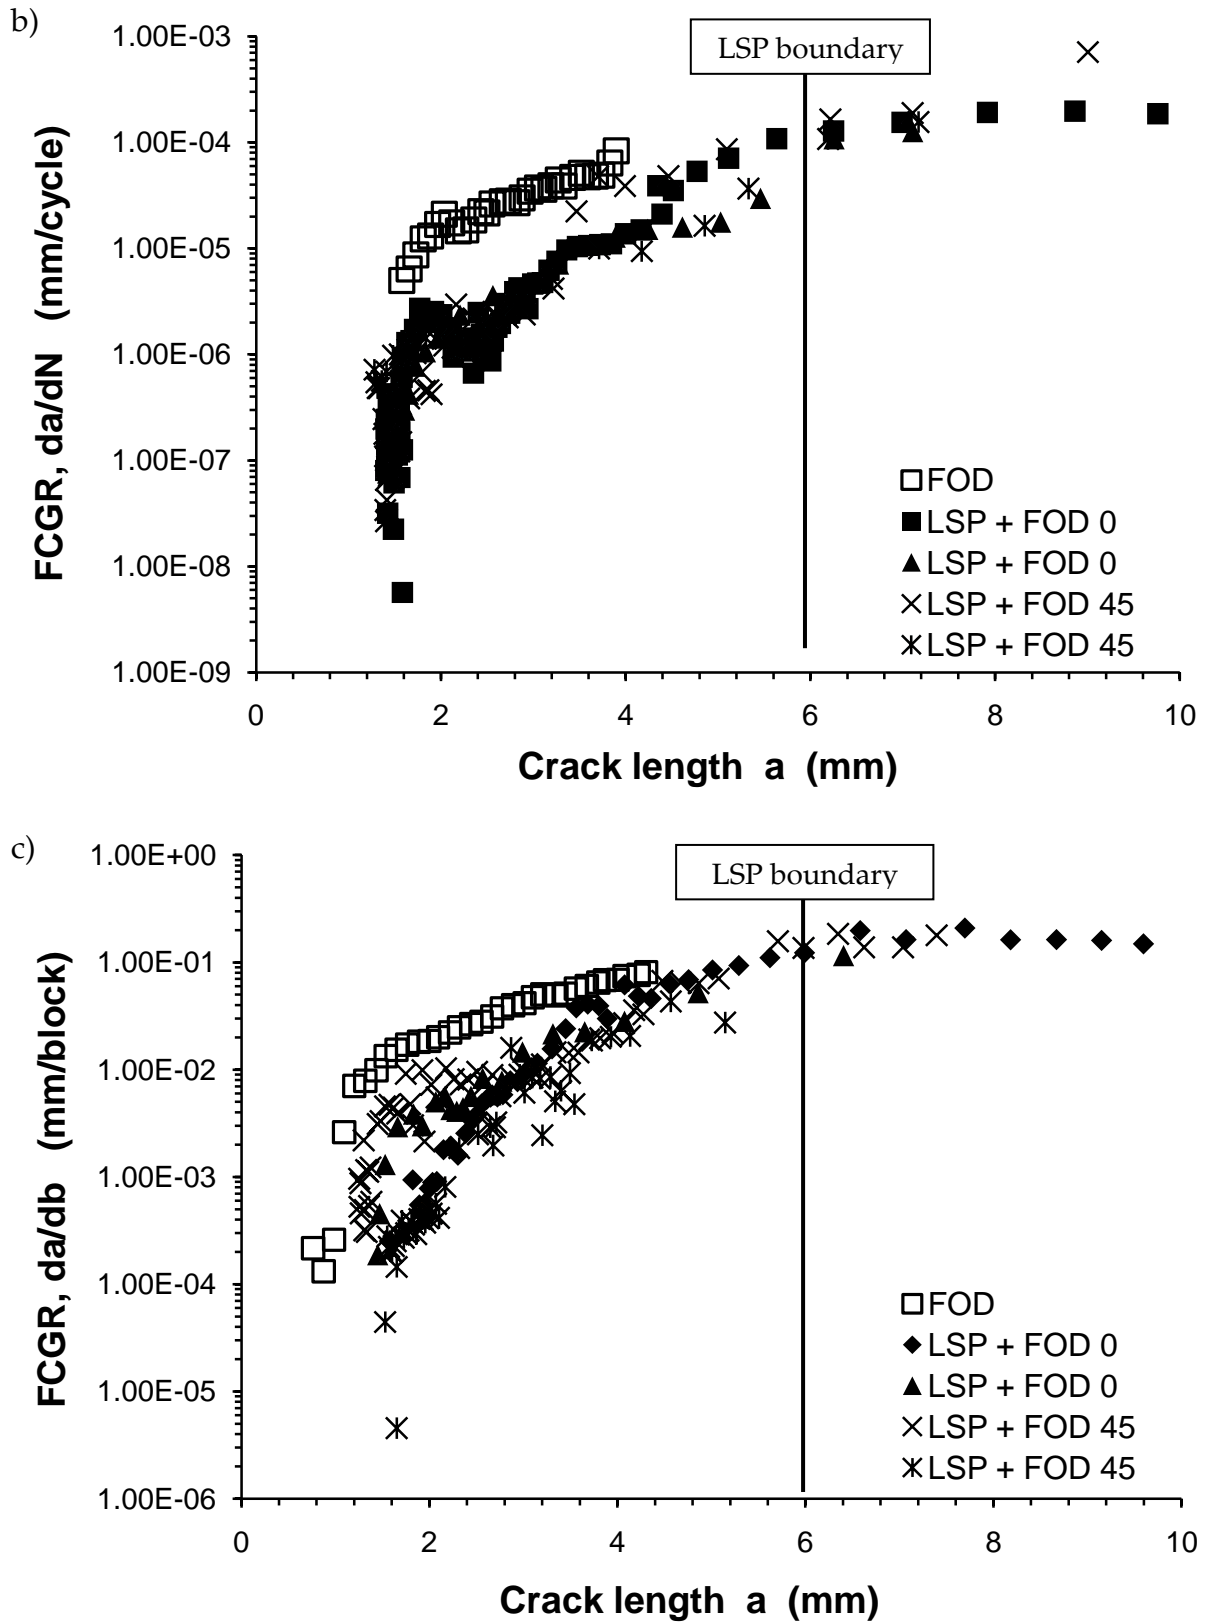 b)
LSP boundary
1.00E-03
1.00E-04
1.00E-05
1.00E-06
1.00E-07
1.00E-08
1.00E-09
FCGR, da/dN (mm/cycle)
FOD
LSP + FOD 0
LSP + FOD 0
LSP + FOD 45
LSP + FOD 45
0 2 4 6 8 10
Crack length a (mm)
c)
LSP boundary
1.00E+00
1.00E-01
1.00E-02
1.00E-03
1.00E-04
1.00E-05
1.00E-06
FCGR, da/db (mm/block)
FOD
LSP + FOD 0
LSP + FOD 0
LSP + FOD 45
LSP + FOD 45
0 2 4 6 8 10
Crack length a (mm)